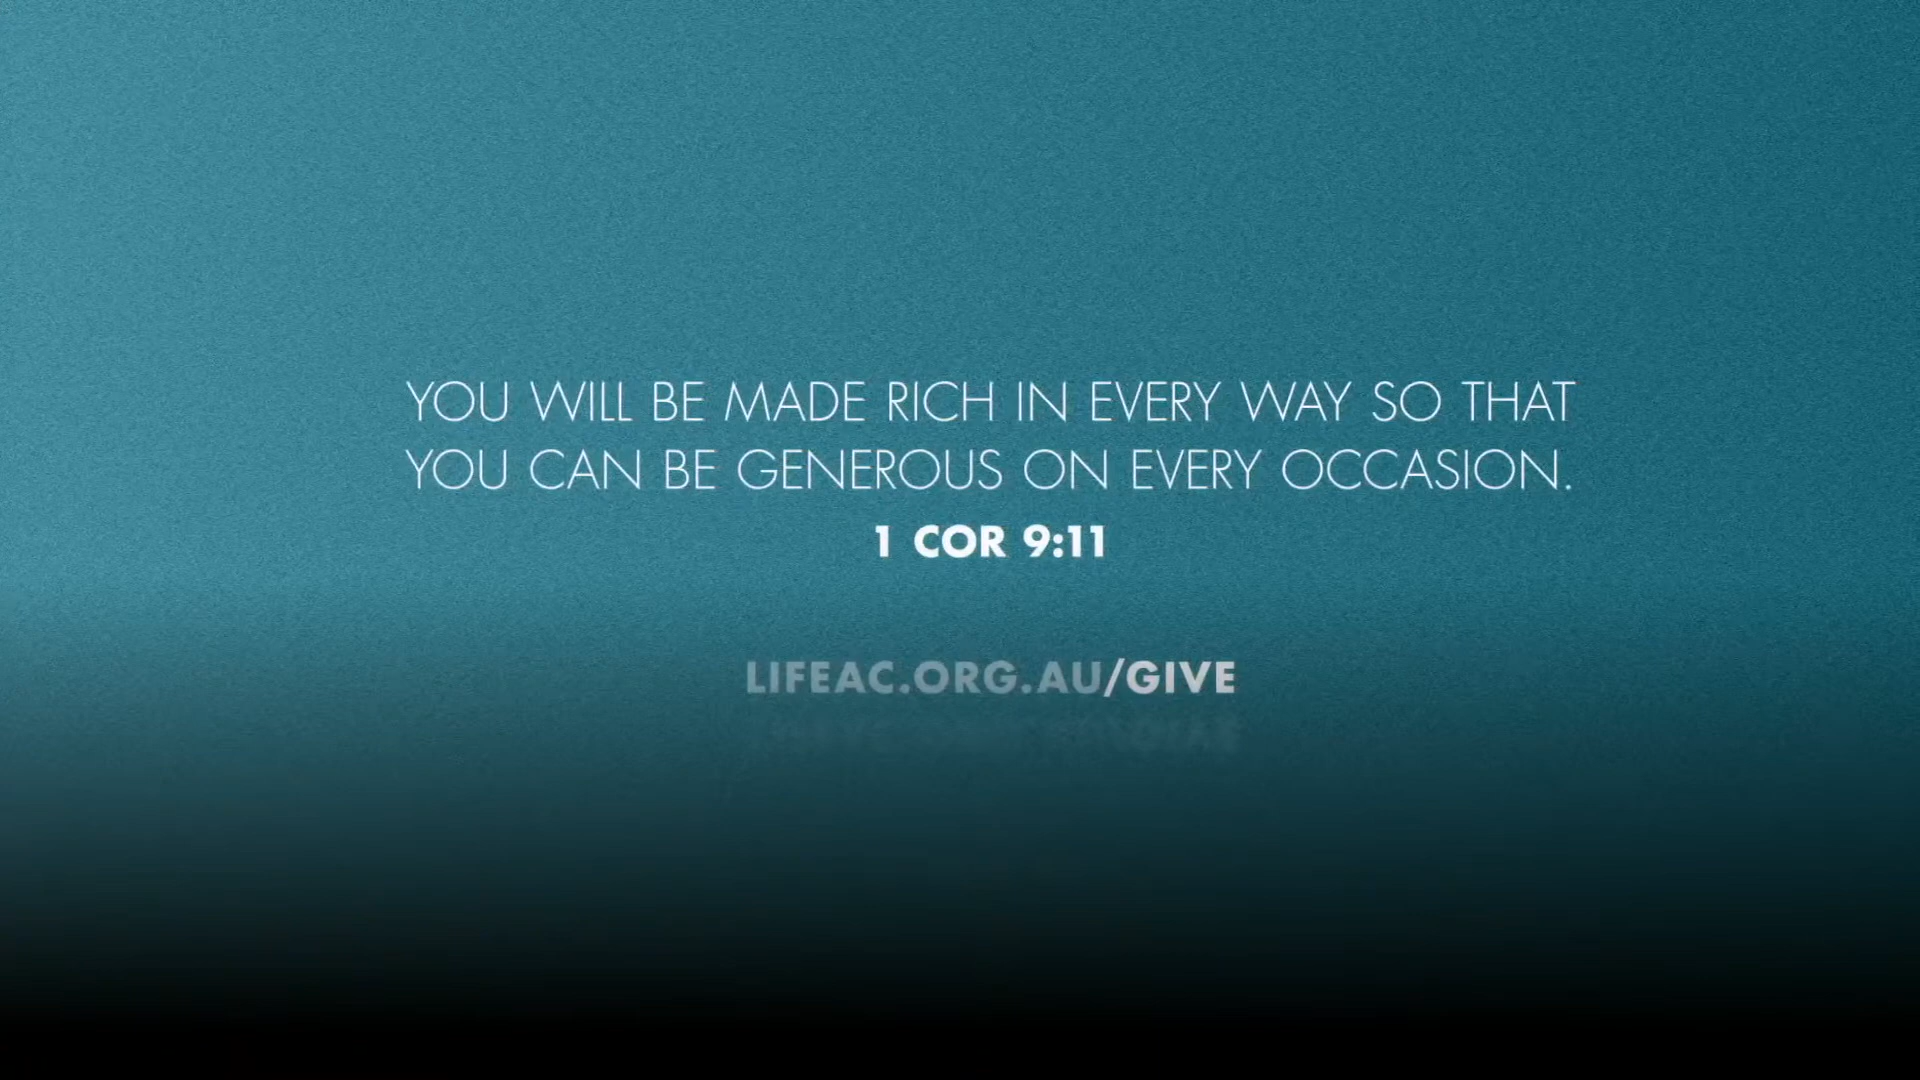 YOU WILL BE MADE RICH IN EVERY WAY SO THAT
YOU CAN BE GENEROUS ON EVERY OCCASION.
1 COR 9:11
LIFEAC.ORG.AU/GIVE